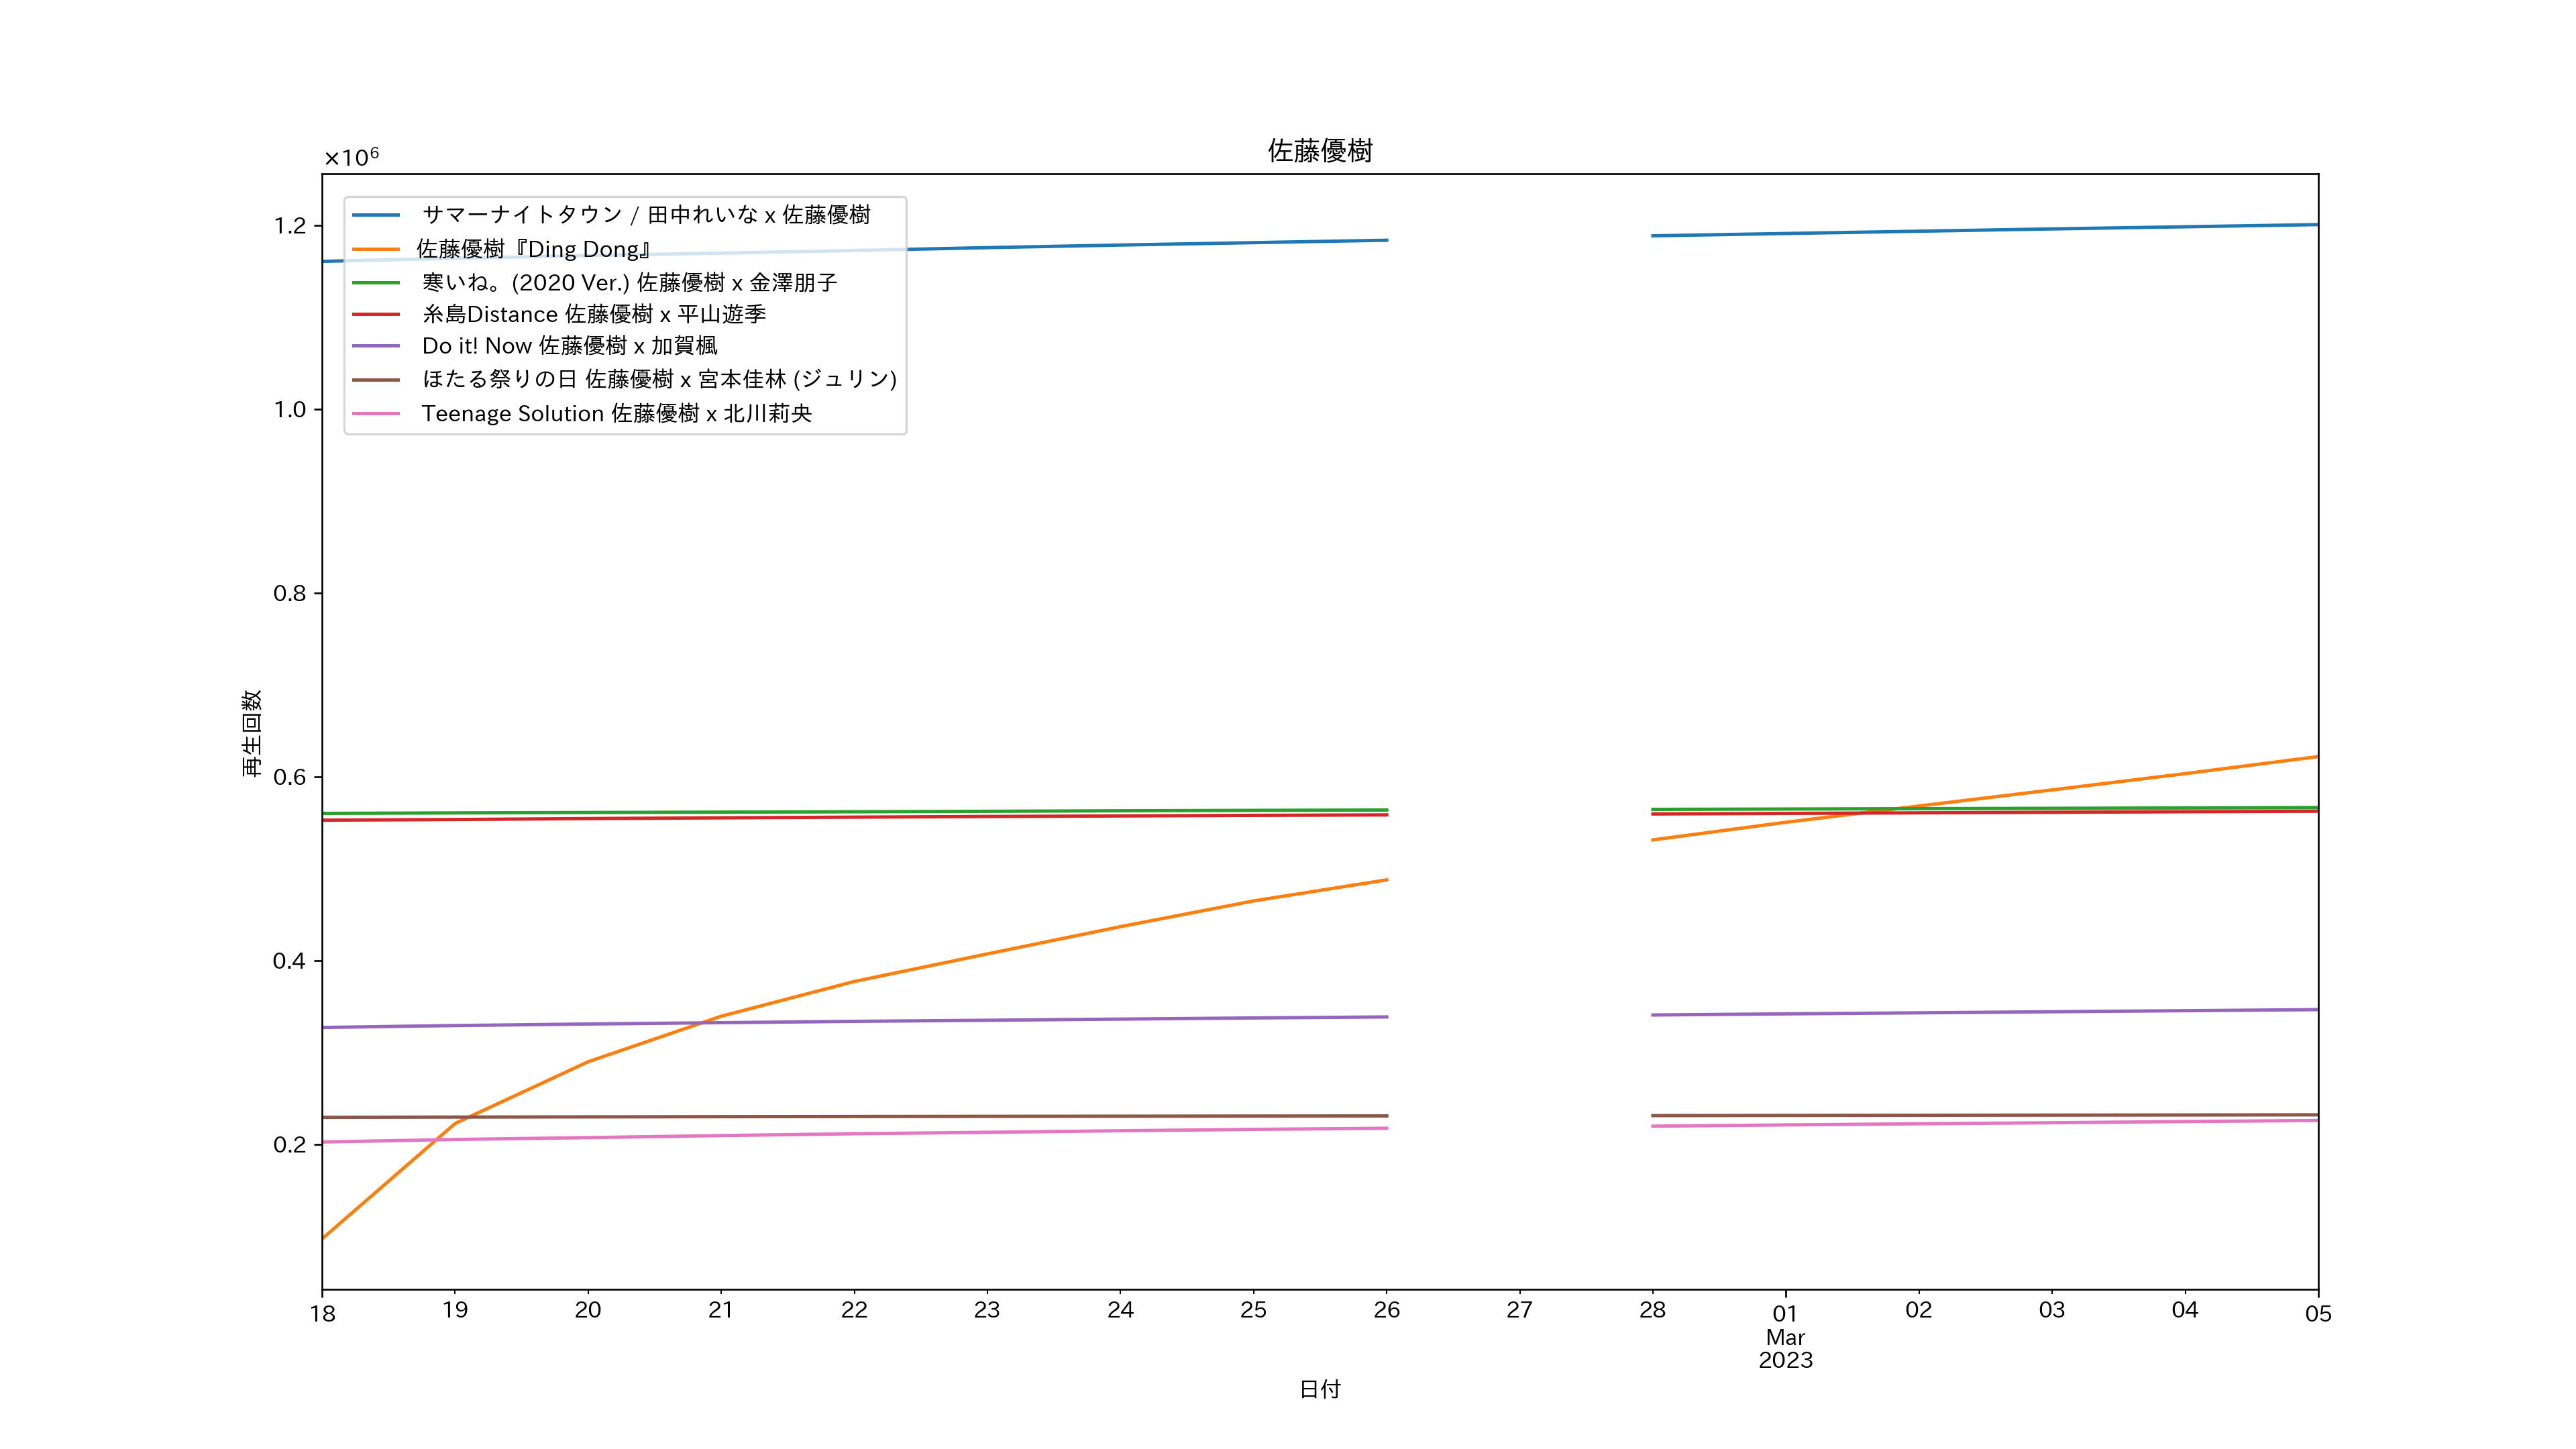 佐藤優樹
×10⁶
サマーナイトタウン / 田中れいな x 佐藤優樹
佐藤優樹『Ding Dong』
寒いね。(2020 Ver.) 佐藤優樹 x 金澤朋子
糸島Distance 佐藤優樹 x 平山遊季
Do it! Now 佐藤優樹 x 加賀楓
ほたる祭りの日 佐藤優樹 x 宮本佳林 (ジュリン)
Teenage Solution 佐藤優樹 x 北川莉央
1.2
1.0
0.8
0.6
0.4
0.2
再生回数
18 19 20 21 22 23 24 25 26 27 28 01 02 03 04 05
Mar
2023
日付